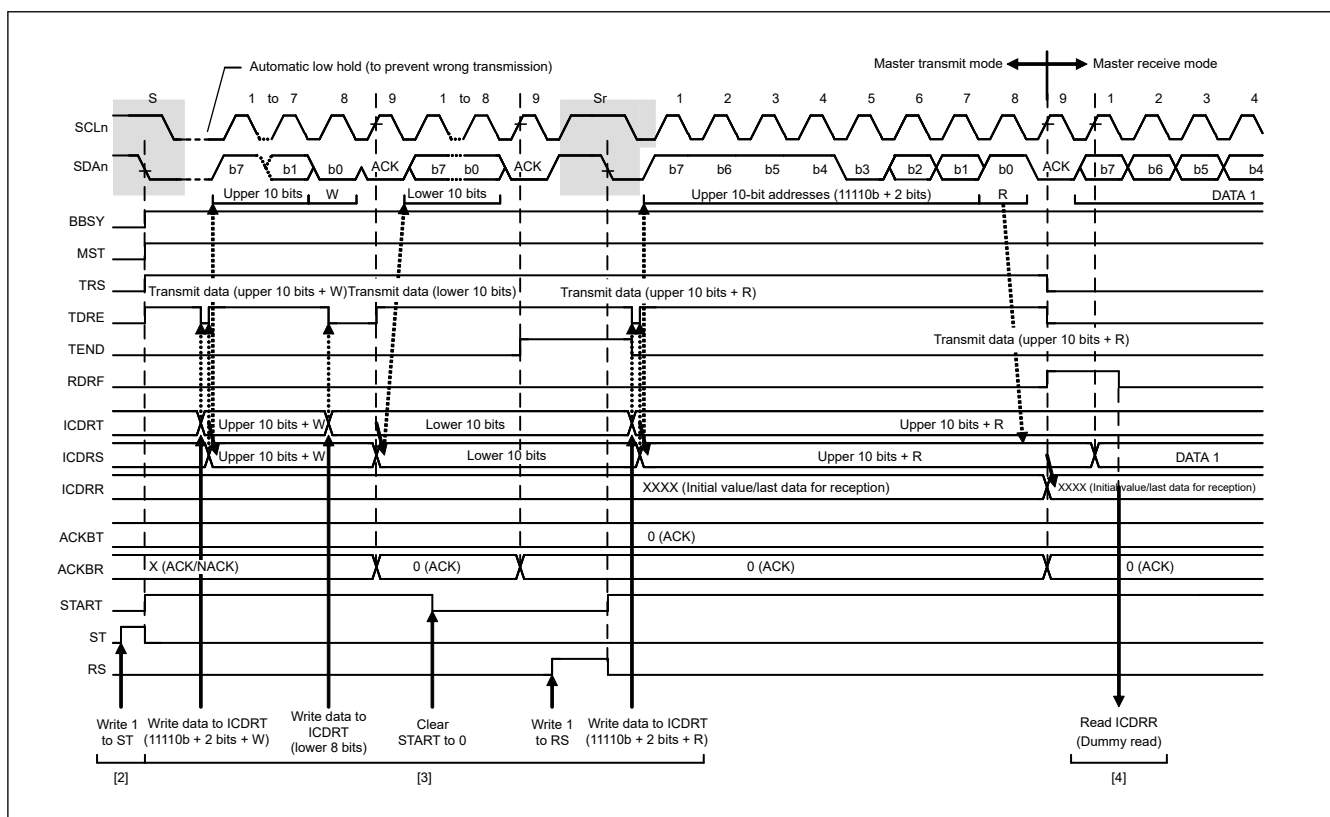 Master transmit mode Master receive mode
Automatic low hold (to prevent wrong transmission)
S 1 to 7 8 9 1 to 8 9 Sr 1 2 3 4 5 6 7 8 9 1 2 3 4
SCLn
SDAn b7 b1 b0 ACK b7 b0 ACK b7 b6 b5 b4 b3 b2 b1 b0 ACK b7 b6 b5 b4
Upper 10 bits W Lower 10 bits Upper 10-bit addresses (11110b + 2 bits) R DATA 1
BBSY
MST
TRS
Transmit data (upper 10 bits + W) Transmit data (lower 10 bits) Transmit data (upper 10 bits + R)
TDRE
Transmit data (upper 10 bits + R)
TEND
RDRF
ICDRT Upper 10 bits + W Lower 10 bits Upper 10 bits + R
ICDRS Upper 10 bits + W Lower 10 bits Upper 10 bits + R DATA 1
ICDRR XXXX (Initial value/last data for reception) XXXX (Initial value/last data for reception)
ACKBT 0 (ACK)
ACKBR X (ACK/NACK) 0 (ACK) 0 (ACK) 0 (ACK)
START
ST
RS
Write 1
to ST
Write data to ICDRT
(11110b + 2 bits + W)
Write data to
ICDRT
(lower 8 bits)
Clear
START to 0
Write 1
to RS
Write data to ICDRT
(11110b + 2 bits + R)
Read ICDRR
(Dummy read)
[2] [3] [4]